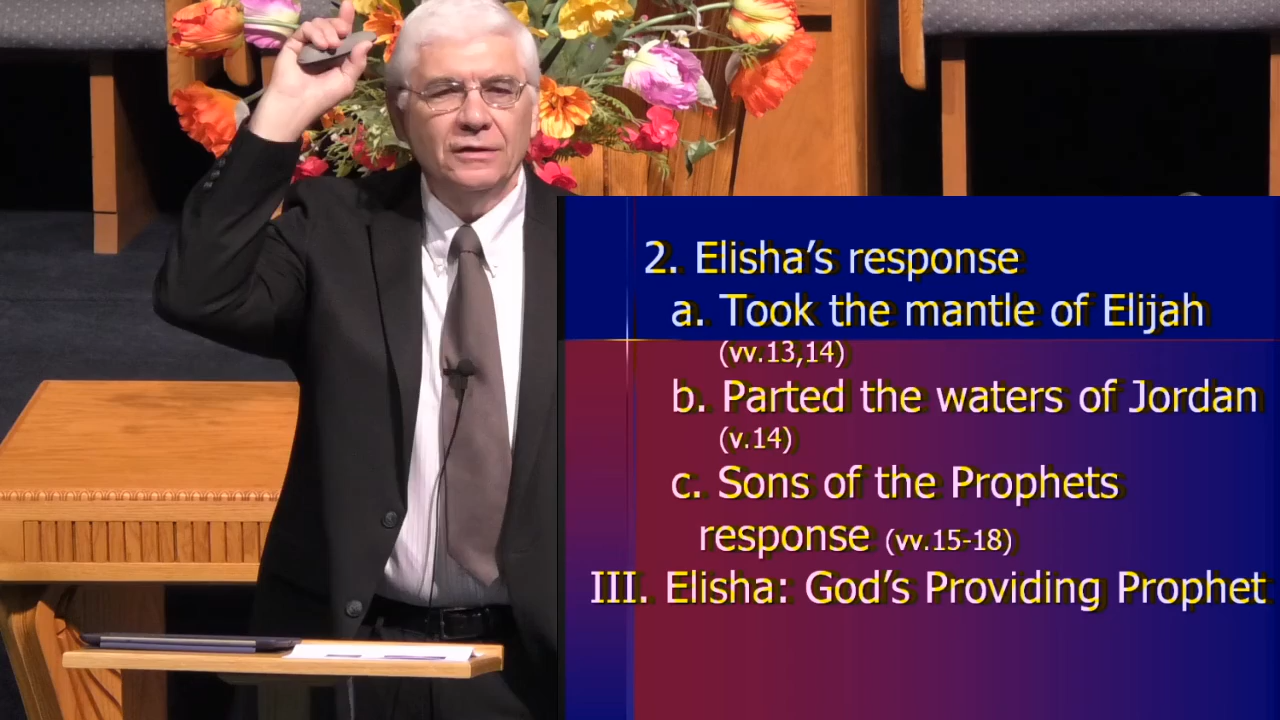 2. Elisha's response
a. Took the mantle of Elijah
(vv.13,14)
b. Parted the waters of Jordan
(v.14)
c. Sons of the Prophets
response (vv.15-18)
III. Elisha: God's Providing Prophet